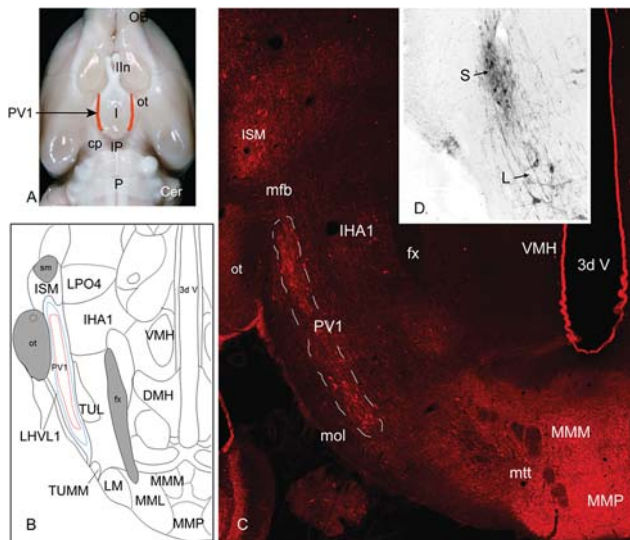 OB
IIn
PV1
ot
I
cp
IP
P
Cer
A
sm
ISM
LPO4
3d V
IHA1
ot
PV1
VMH
fx
TUL
DMH
LHVL1
TUMM
LM
MMM
MML
MMP
B
ISM
mfb
IHA1
fx
VMH
3d V
ot
PV1
mol
MMM
mtt
MMP
C
S
L
D.